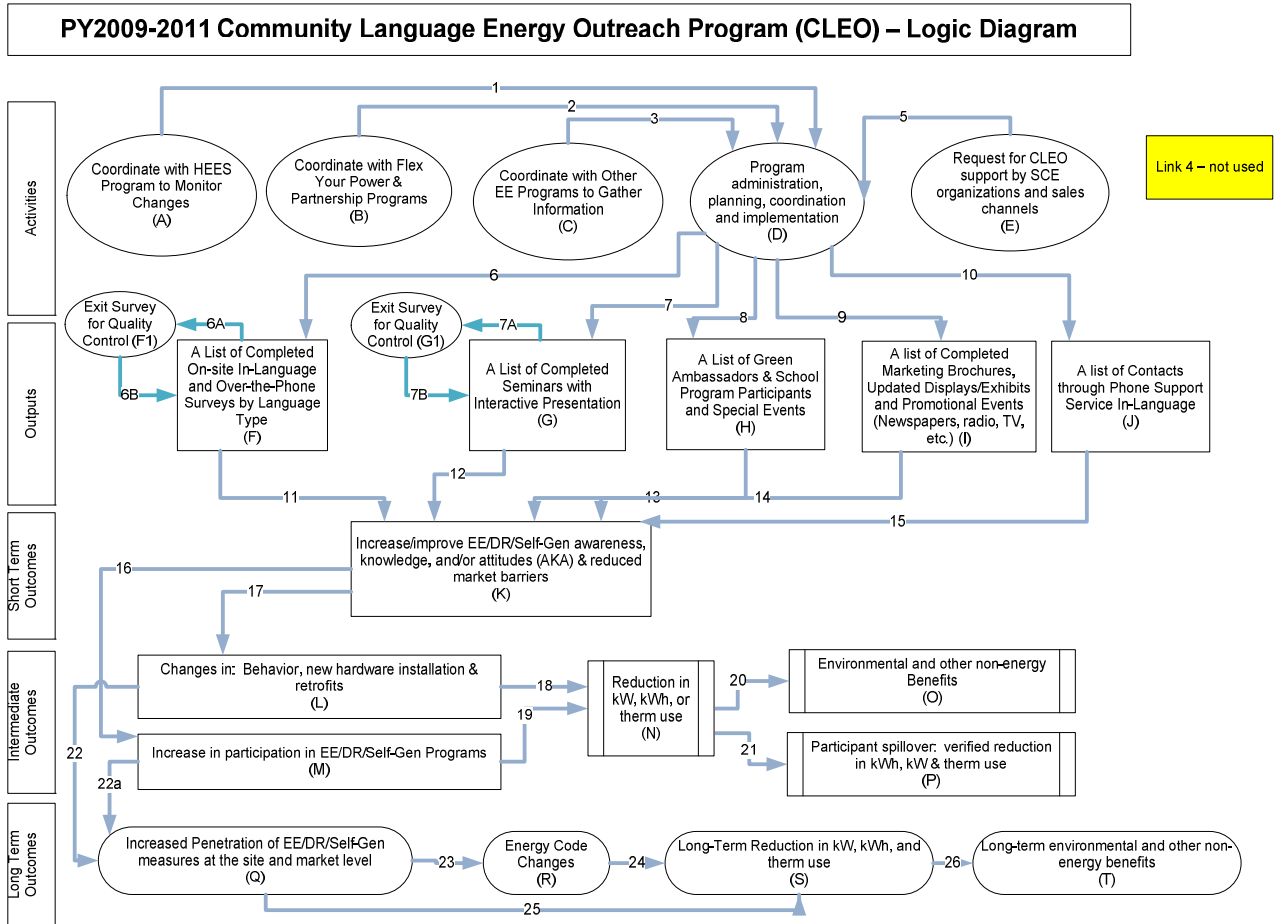 PY2009-2011 Community Language Energy Outreach Program (CLEO) – Logic Diagram
1
2
3
5
Activities
Coordinate with HEES
Program to Monitor
Changes
(A)
Coordinate with Flex
Your Power &
Partnership Programs
(B)
Coordinate with Other
EE Programs to Gather
Information
(C)
Program
administration,
planning, coordination
and implementation
(D)
Request for CLEO
support by SCE
organizations and sales
channels
(E)
Link 4 – not used
6
7
8
9
10
Outputs
Exit Survey
for Quality
Control (F1)
6A
6B
A List of Completed
On-site In-Language
and Over-the-Phone
Surveys by Language
Type
(F)
Exit Survey
for Quality
Control (G1)
7A
7B
A List of Completed
Seminars with
Interactive Presentation
(G)
A List of Green
Ambassadors & School
Program Participants
and Special Events
(H)
A list of Completed
Marketing Brochures,
Updated Displays/Exhibits
and Promotional Events
(Newspapers, radio, TV,
etc.) (I)
A list of Contacts
through Phone Support
Service In-Language
(J)
11
12
13
14
15
Short Term
Outcomes
Increase/improve EE/DR/Self-Gen awareness,
knowledge, and/or attitudes (AKA) & reduced
market barriers
(K)
16
17
Intermediate
Outcomes
Changes in: Behavior, new hardware installation &
retrofits
(L)
Increase in participation in EE/DR/Self-Gen Programs
(M)
18
19
Reduction in
kW, kWh, or
therm use
(N)
20
21
Environmental and other non-energy
Benefits
(O)
Participant spillover: verified reduction
in kWh, kW & therm use
(P)
22
22a
Long Term
Outcomes
Increased Penetration of EE/DR/Self-Gen
measures at the site and market level
(Q)
23
Energy Code
Changes
(R)
24
Long-Term Reduction in kW, kWh, and
therm use
(S)
26
Long-term environmental and other non-
energy benefits
(T)
25